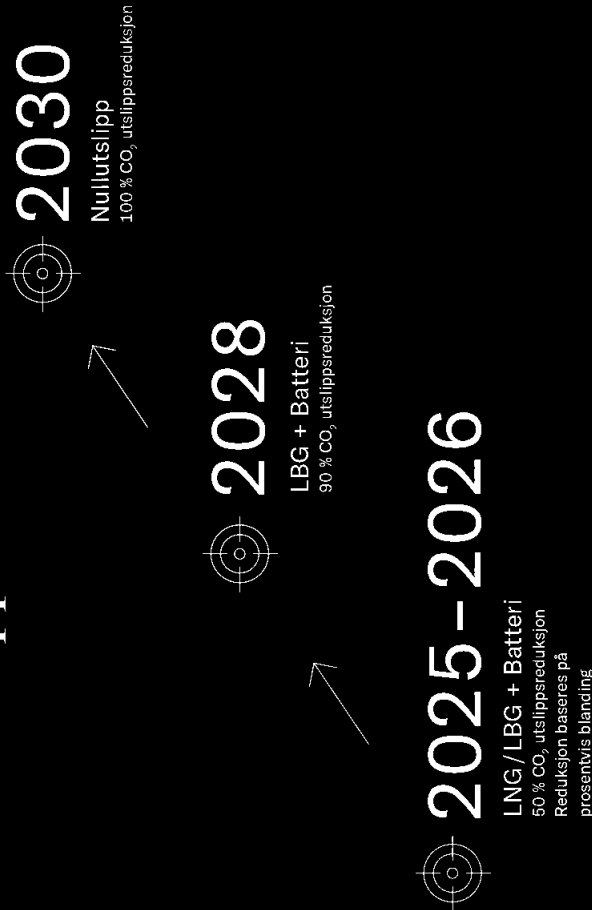 2025–2026
LNG/LBG + Batteri
50 % CO₂ utslippsreduksjon
Reduksjon baseres på
prosentvis blanding
2028
LBG + Batteri
90 % CO₂ utslippsreduksjon
2030
Nullutslipp
100 % CO₂ utslippsreduksjon